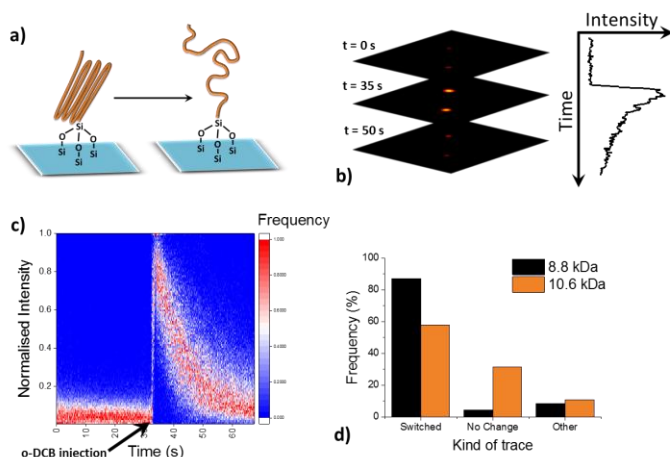 a)
Si
O
O
O
Si
Si
Si
Si
O
O
O
Si
Si
Si
b)
t = 0 s
t = 35 s
t = 50 s
Intensity
Time
c)
Frequency
Normalised Intensity
1.0
0.8
0.6
0.4
0.2
0
10
20
30
40
50
60
Time (s)
o-DCB injection
d)
Frequency (%)
100
80
60
40
20
0
8.8 kDa
10.6 kDa
Switched
No Change
Other
Kind of trace